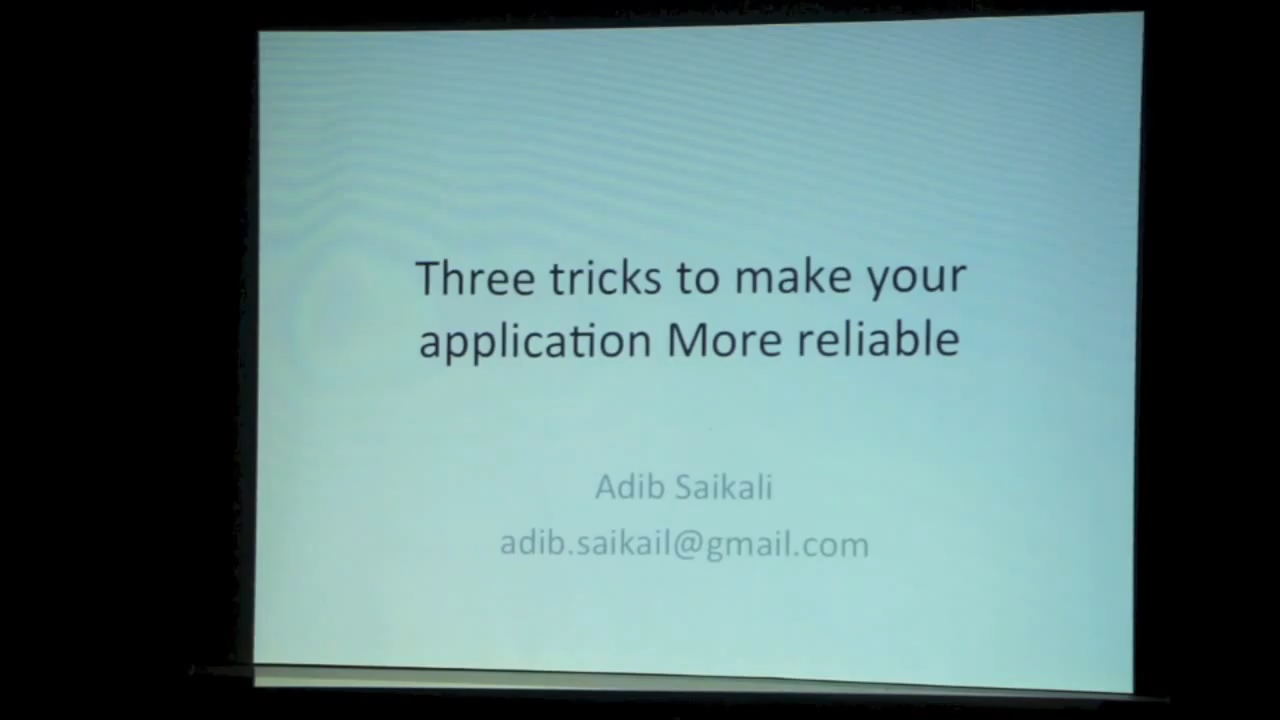 Three tricks to make your
application More reliable
Adib Saikali
adib.saikail@gmail.com